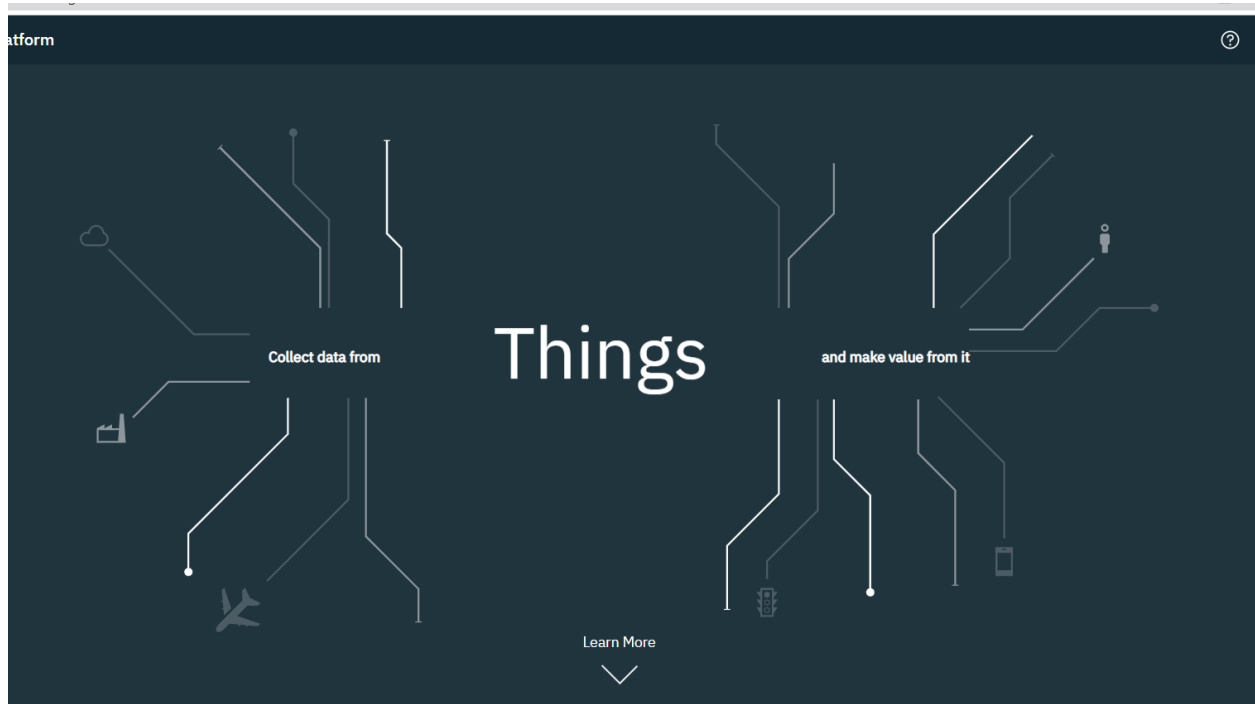 atform
Collect data from
Things
and make value from it
Learn More